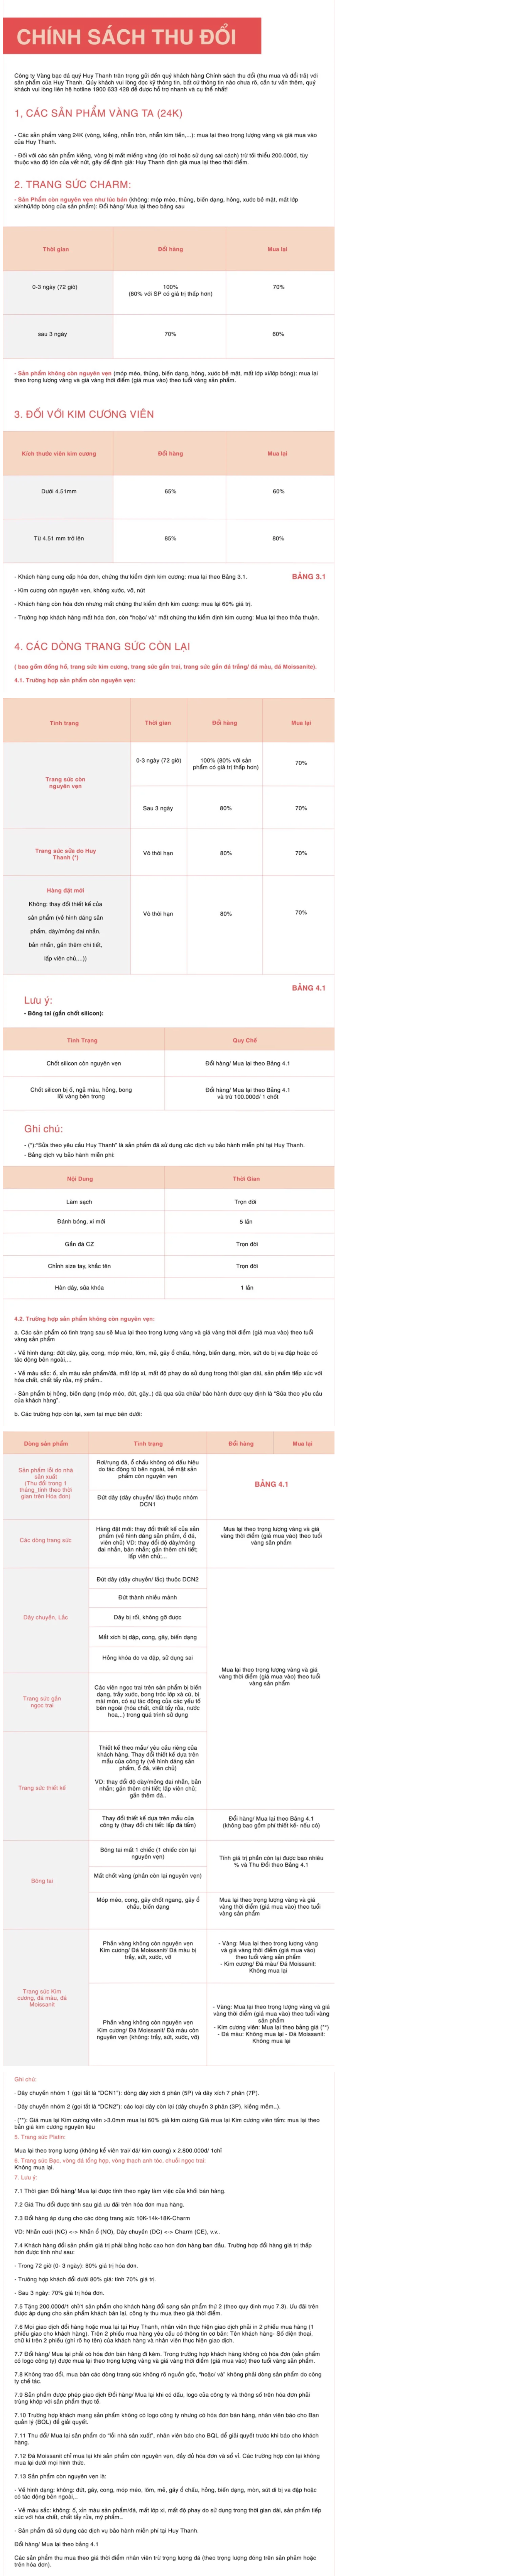 CHÍNH SÁCH THU ĐỔI
Công ty Vàng bạc đá quý Huy Thanh trân trọng gửi đến quý khách hàng Chính sách thu đổi (thu mua và đổi trả) với
sản phẩm của Huy Thanh. Qúy khách vui lòng đọc kỹ thông tin, bất cứ thông tin nào chưa rõ, cần tư vấn thêm, quý
khách vui lòng liên hệ hotline 1900 633 428 để được hỗ trợ nhanh và cụ thể nhất!
1, CÁC SẢN PHẨM VÀNG TA (24K)
- Các sản phẩm vàng 24K (vòng, kiềng, nhẫn tròn, nhẫn kim tiền,...): mua lại theo trọng lượng vàng và giá mua vào
của Huy Thanh.
- Đối với các sản phẩm kiềng, vòng bị mất miếng vàng (do rơi hoặc sử dụng sai cách) trừ tối thiểu 200.000đ, tùy
thuộc vào độ lớn của vết nứt, gãy để định giá: Huy Thanh định giá mua lại theo thời điểm.
2. TRANG SỨC CHARM:
- Sản Phẩm còn nguyên vẹn như lúc bán (không: móp méo, thủng, biến dạng, hỏng, xước bề mặt, mất lớp
xi/nhũ/lớp bóng của sản phẩm): Đổi hàng/ Mua lại theo bảng sau
Thời gian Đổi hàng Mua lại
0-3 ngày (72 giờ) 100% 70%
(80% với SP có giá trị thấp hơn)
sau 3 ngày 70% 60%
- Sản phẩm không còn nguyên vẹn (móp méo, thủng, biến dạng, hỏng, xước bề mặt, mất lớp xi/lớp bóng): mua lại
theo trọng lượng vàng và giá vàng thời điểm (giá mua vào) theo tuổi vàng sản phẩm.
3. ĐỐI VỚI KIM CƯƠNG VIÊN
Kích thước viên kim cương Đổi hàng Mua lại
Dưới 4.51mm 65% 60%
Từ 4.51 mm trở lên 85% 80%
- Khách hàng cung cấp hóa đơn, chứng thư kiểm định kim cương: mua lại theo Bảng 3.1. BẢNG 3.1
- Kim cương còn nguyên vẹn, không xước, vỡ, nứt
- Khách hàng còn hóa đơn nhưng mất chứng thư kiểm định kim cương: mua lại 60% giá trị.
- Trường hợp khách hàng mất hóa đơn, còn "hoặc/ và" mất chứng thư kiểm định kim cương: Mua lại theo thỏa thuận.
4. CÁC DÒNG TRANG SỨC CÒN LẠI
( bao gồm đồng hồ, trang sức kim cương, trang sức gắn trai, trang sức gắn đá trắng/ đá màu, đá Moissanite).
4.1. Trường hợp sản phẩm còn nguyên vẹn:
Tình trạng Thời gian Đổi hàng Mua lại
Trang sức còn
nguyên vẹn
0-3 ngày (72 giờ) 100% (80% với sản
phẩm có giá trị thấp hơn) 70%
Sau 3 ngày 80% 70%
Trang sức sửa do Huy
Thanh (*) Vô thời hạn 80% 70%
Hàng đặt mới
Không: thay đổi thiết kế của
sản phẩm (về hình dáng sản
phẩm, dày/mỏng đai nhẫn,
bản nhẫn, gắn thêm chi tiết,
lấp viên chủ,...))
Vô thời hạn 80% 70%
BẢNG 4.1
Lưu ý:
- Bông tai (gắn chốt silicon):
Tình Trạng Quy Chế
Chốt silicon còn nguyên vẹn Đổi hàng/ Mua lại theo Bảng 4.1
Chốt silicon bị ố, ngả màu, hỏng, bong
lõi vàng bên trong
Đổi hàng/ Mua lại theo Bảng 4.1
và trừ 100.000đ/ 1 chốt
Ghi chú:
- (*):"Sửa theo yêu cầu Huy Thanh" là sản phẩm đã sử dụng các dịch vụ bảo hành miễn phí tại Huy Thanh.
- Bảng dịch vụ bảo hành miễn phí:
Nội Dung Thời Gian
Làm sạch Trọn đời
Đánh bóng, xi mới 5 lần
Gắn đá CZ Trọn đời
Chỉnh size tay, khắc tên Trọn đời
Hàn dây, sửa khóa 1 lần
4.2. Trường hợp sản phẩm không còn nguyên vẹn:
a. Các sản phẩm có tình trạng sau sẽ Mua lại theo trọng lượng vàng và giá vàng thời điểm (giá mua vào) theo tuổi
vàng sản phẩm
- Về hình dạng: đứt dây, gãy, cong, móp méo, lõm, mẻ, gãy ổ chấu, hỏng, biến dạng, mòn, sứt do bị va đập hoặc có
tác động bên ngoài,...
- Về màu sắc: ố, xỉn màu sản phẩm/đá, mất lớp xi, mất độ phay do sử dụng trong thời gian dài, sản phẩm tiếp xúc với
hóa chất, chất tẩy rửa, mỹ phẩm..
- Sản phẩm bị hỏng, biến dạng (móp méo, đứt, gãy..) đã qua sửa chữa/ bảo hành được quy định là "Sửa theo yêu cầu
của khách hàng".
b. Các trường hợp còn lại, xem tại mục bên dưới:
Dòng sản phẩm Tình trạng Đổi hàng Mua lại
Sản phẩm lỗi do nhà
sản xuất
(Thu đổi trong 1
tháng_tính theo thời
gian trên Hóa đơn)
Rơi/rụng đá, ổ chấu không có dấu hiệu
do tác động từ bên ngoài, bề mặt sản
phẩm còn nguyên vẹn
Đứt dây (dây chuyền/ lắc) thuộc nhóm
DCN1
BẢNG 4.1
Các dòng trang sức
Hàng đặt mới: thay đổi thiết kế của sản
phẩm (về hình dáng sản phẩm, ổ đá,
viên chủ) VD: thay đổi độ dày/mỏng
đai nhẫn, bản nhẫn; gắn thêm chi tiết;
lấp viên chủ;...
Mua lại theo trọng lượng vàng và giá
vàng thời điểm (giá mua vào) theo tuổi
vàng sản phẩm
Dây chuyền, Lắc
Đứt dây (dây chuyền/ lắc) thuộc DCN2
Đứt thành nhiều mảnh
Dây bị rối, không gỡ được
Mất xích bị dập, cong, gãy, biến dạng
Hỏng khóa do va đập, sử dụng sai
Mua lại theo trọng lượng vàng và giá
vàng thời điểm (giá mua vào) theo tuổi
vàng sản phẩm
Trang sức gắn
ngọc trai
Các viên ngọc trai trên sản phẩm bị biến
dạng, trầy xước, bong tróc lớp xà cừ, bị
mài mòn, có sự tác động của các yếu tố
bên ngoài (hóa chất, chất tẩy rửa, nước
hoa,..) trong quá trình sử dụng
Trang sức thiết kế
Thiết kế theo mẫu/ yêu cầu riêng của
khách hàng. Thay đổi thiết kế dựa trên
mẫu của công ty (về hình dáng sản
phẩm, ổ đá, viên chủ)
VD: thay đổi độ dày/mỏng đai nhẫn, bản
nhẫn; gắn thêm chi tiết; lấp viên chủ;
gắn thêm đá..
Thay đổi thiết kế dựa trên mẫu của
công ty (thay đổi chi tiết: lấp đá tấm)
Đổi hàng/ Mua lại theo Bảng 4.1
(không bao gồm phí thiết kế- nếu có)
Bông tai
Bông tai mất 1 chiếc (1 chiếc còn lại
nguyên vẹn)
Mất chốt vàng (phần còn lại nguyên vẹn)
Tính giá trị phần còn lại được bao nhiêu
% và Thu Đổi theo Bảng 4.1
Móp méo, cong, gãy chốt ngang, gãy ổ
chấu, biến dạng
Mua lại theo trọng lượng vàng và giá
vàng thời điểm (giá mua vào) theo tuổi
vàng sản phẩm
Trang sức Kim
cương, đá màu, đá
Moissanit
Phần vàng không còn nguyên vẹn
Kim cương/ Đá Moissanit/ Đá màu bị
trầy, sứt, xước, vỡ
- Vàng: Mua lại theo trọng lượng vàng
và giá vàng thời điểm (giá mua vào)
theo tuổi vàng sản phẩm
- Kim cương/ Đá màu/ Đá Moissanit:
Không mua lại
Phần vàng không còn nguyên vẹn
Kim cương/ Đá Moissanit/ Đá màu còn
nguyên vẹn (không: trầy, sứt, xước, vỡ)
- Vàng: Mua lại theo trọng lượng vàng và giá
vàng thời điểm (giá mua vào) theo tuổi vàng
sản phẩm
- Kim cương viên: Mua lại theo bảng giá (**)
- Đá màu: Không mua lại - Đá Moissanit:
Không mua lại
Ghi chú:
- Dây chuyền nhóm 1 (gọi tắt là "DCN1"): dòng dây xích 5 phân (5P) và dây xích 7 phân (7P).
- Dây chuyền nhóm 2 (gọi tắt là "DCN2"): các loại dây còn lại (dây chuyền 3 phân (3P), kiềng mềm..).
- (**): Giá mua lại Kim cương viên >3.0mm mua lại 60% giá kim cương Giá mua lại Kim cương viên tấm: mua lại theo
bản giá kim cương nguyên liệu
5. Trang sức Platin:
Mua lại theo trọng lượng (không kể viên trai/ đá/ kim cương) x 2.800.000đ/ 1chỉ
6. Trang sức Bạc, vòng đá tổng hợp, vòng thạch anh tóc, chuỗi ngọc trai:
Không mua lại.
7. Lưu ý:
7.1 Thời gian Đổi hàng/ Mua lại được tính theo ngày làm việc của khối bán hàng.
7.2 Giá Thu đổi được tính sau giá ưu đãi trên hóa đơn mua hàng.
7.3 Đổi hàng áp dụng cho các dòng trang sức 10K-14k-18K-Charm
VD: Nhẫn cưới (NC) <-> Nhẫn ổ (NO), Dây chuyền (DC) <-> Charm (CE), v.v..
7.4 Khách hàng đổi sản phẩm giá trị phải bằng hoặc cao hơn đơn hàng ban đầu. Trường hợp đổi hàng giá trị thấp
hơn được tính như sau:
- Trong 72 giờ (0- 3 ngày): 80% giá trị hóa đơn.
- Trường hợp khách đổi dưới 80% giá: tính 70% giá trị.
- Sau 3 ngày: 70% giá trị hóa đơn.
7.5 Tặng 200.000đ/1 chỉ/1 sản phẩm cho khách hàng đổi sang sản phẩm thứ 2 (theo quy định mục 7.3). Ưu đãi trên
được áp dụng cho sản phẩm khách bán lại, công ty thu mua theo giá thời điểm.
7.6 Mọi giao dịch đổi hàng hoặc mua lại tại Huy Thanh, nhân viên thực hiện giao dịch phải in 2 phiếu mua hàng (1
phiếu giao cho khách hàng). Trên 2 phiếu mua hàng yêu cầu có thông tin cơ bản: Tên khách hàng- Số điện thoại,
chữ kí trên 2 phiếu (ghi rõ họ tên) của khách hàng và nhân viên thực hiện giao dịch.
7.7 Đổi hàng/ Mua lại phải có hóa đơn bán hàng đi kèm. Trong trường hợp khách hàng không có hóa đơn (sản phẩm
có logo công ty) được mua lại theo trọng lượng vàng và giá vàng thời điểm (giá mua vào) theo tuổi vàng sản phẩm.
7.8 Không trao đổi, mua bán các dòng trang sức không rõ nguồn gốc, "hoặc/ và" không phải dòng sản phẩm do công
ty chế tác.
7.9 Sản phẩm được phép giao dịch Đổi hàng/ Mua lại khi có dấu, logo của công ty và thông số trên hóa đơn phải
trùng khớp với sản phẩm thực tế.
7.10 Trường hợp khách mang sản phẩm không có logo công ty nhưng có hóa đơn bán hàng, nhân viên báo cho Ban
quản lý (BQL) để giải quyết.
7.11 Thu đổi/ Mua lại sản phẩm do "lỗi nhà sản xuất", nhân viên báo cho BQL để giải quyết trước khi báo cho khách
hàng.
7.12 Đá Moissanit chỉ mua lại khi sản phẩm còn nguyên vẹn, đầy đủ hóa đơn và sổ vỉ. Các trường hợp còn lại không
mua lại dưới mọi hình thức.
7.13 Sản phẩm còn nguyên vẹn là:
- Về hình dạng: không: đứt, gãy, cong, móp méo, lõm, mẻ, gãy ổ chấu, hỏng, biến dạng, mòn, sứt di bị va đập hoặc
có tác động bên ngoài,..
- Về màu sắc: không: ố, xỉn màu sản phẩm/đá, mất lớp xi, mất độ phay do sử dụng trong thời gian dài, sản phẩm tiếp
xúc với hóa chất, chất tẩy rửa, mỹ phẩm..
- Sản phẩm đã sử dụng các dịch vụ bảo hành miễn phí tại Huy Thanh.
Đổi hàng/ Mua lại theo bảng 4.1
Các sản phẩm thu mua theo giá thời điểm nhân viên trừ trọng lượng đá (theo trọng lượng đóng trên sản phảm hoặc
trên hóa đơn).